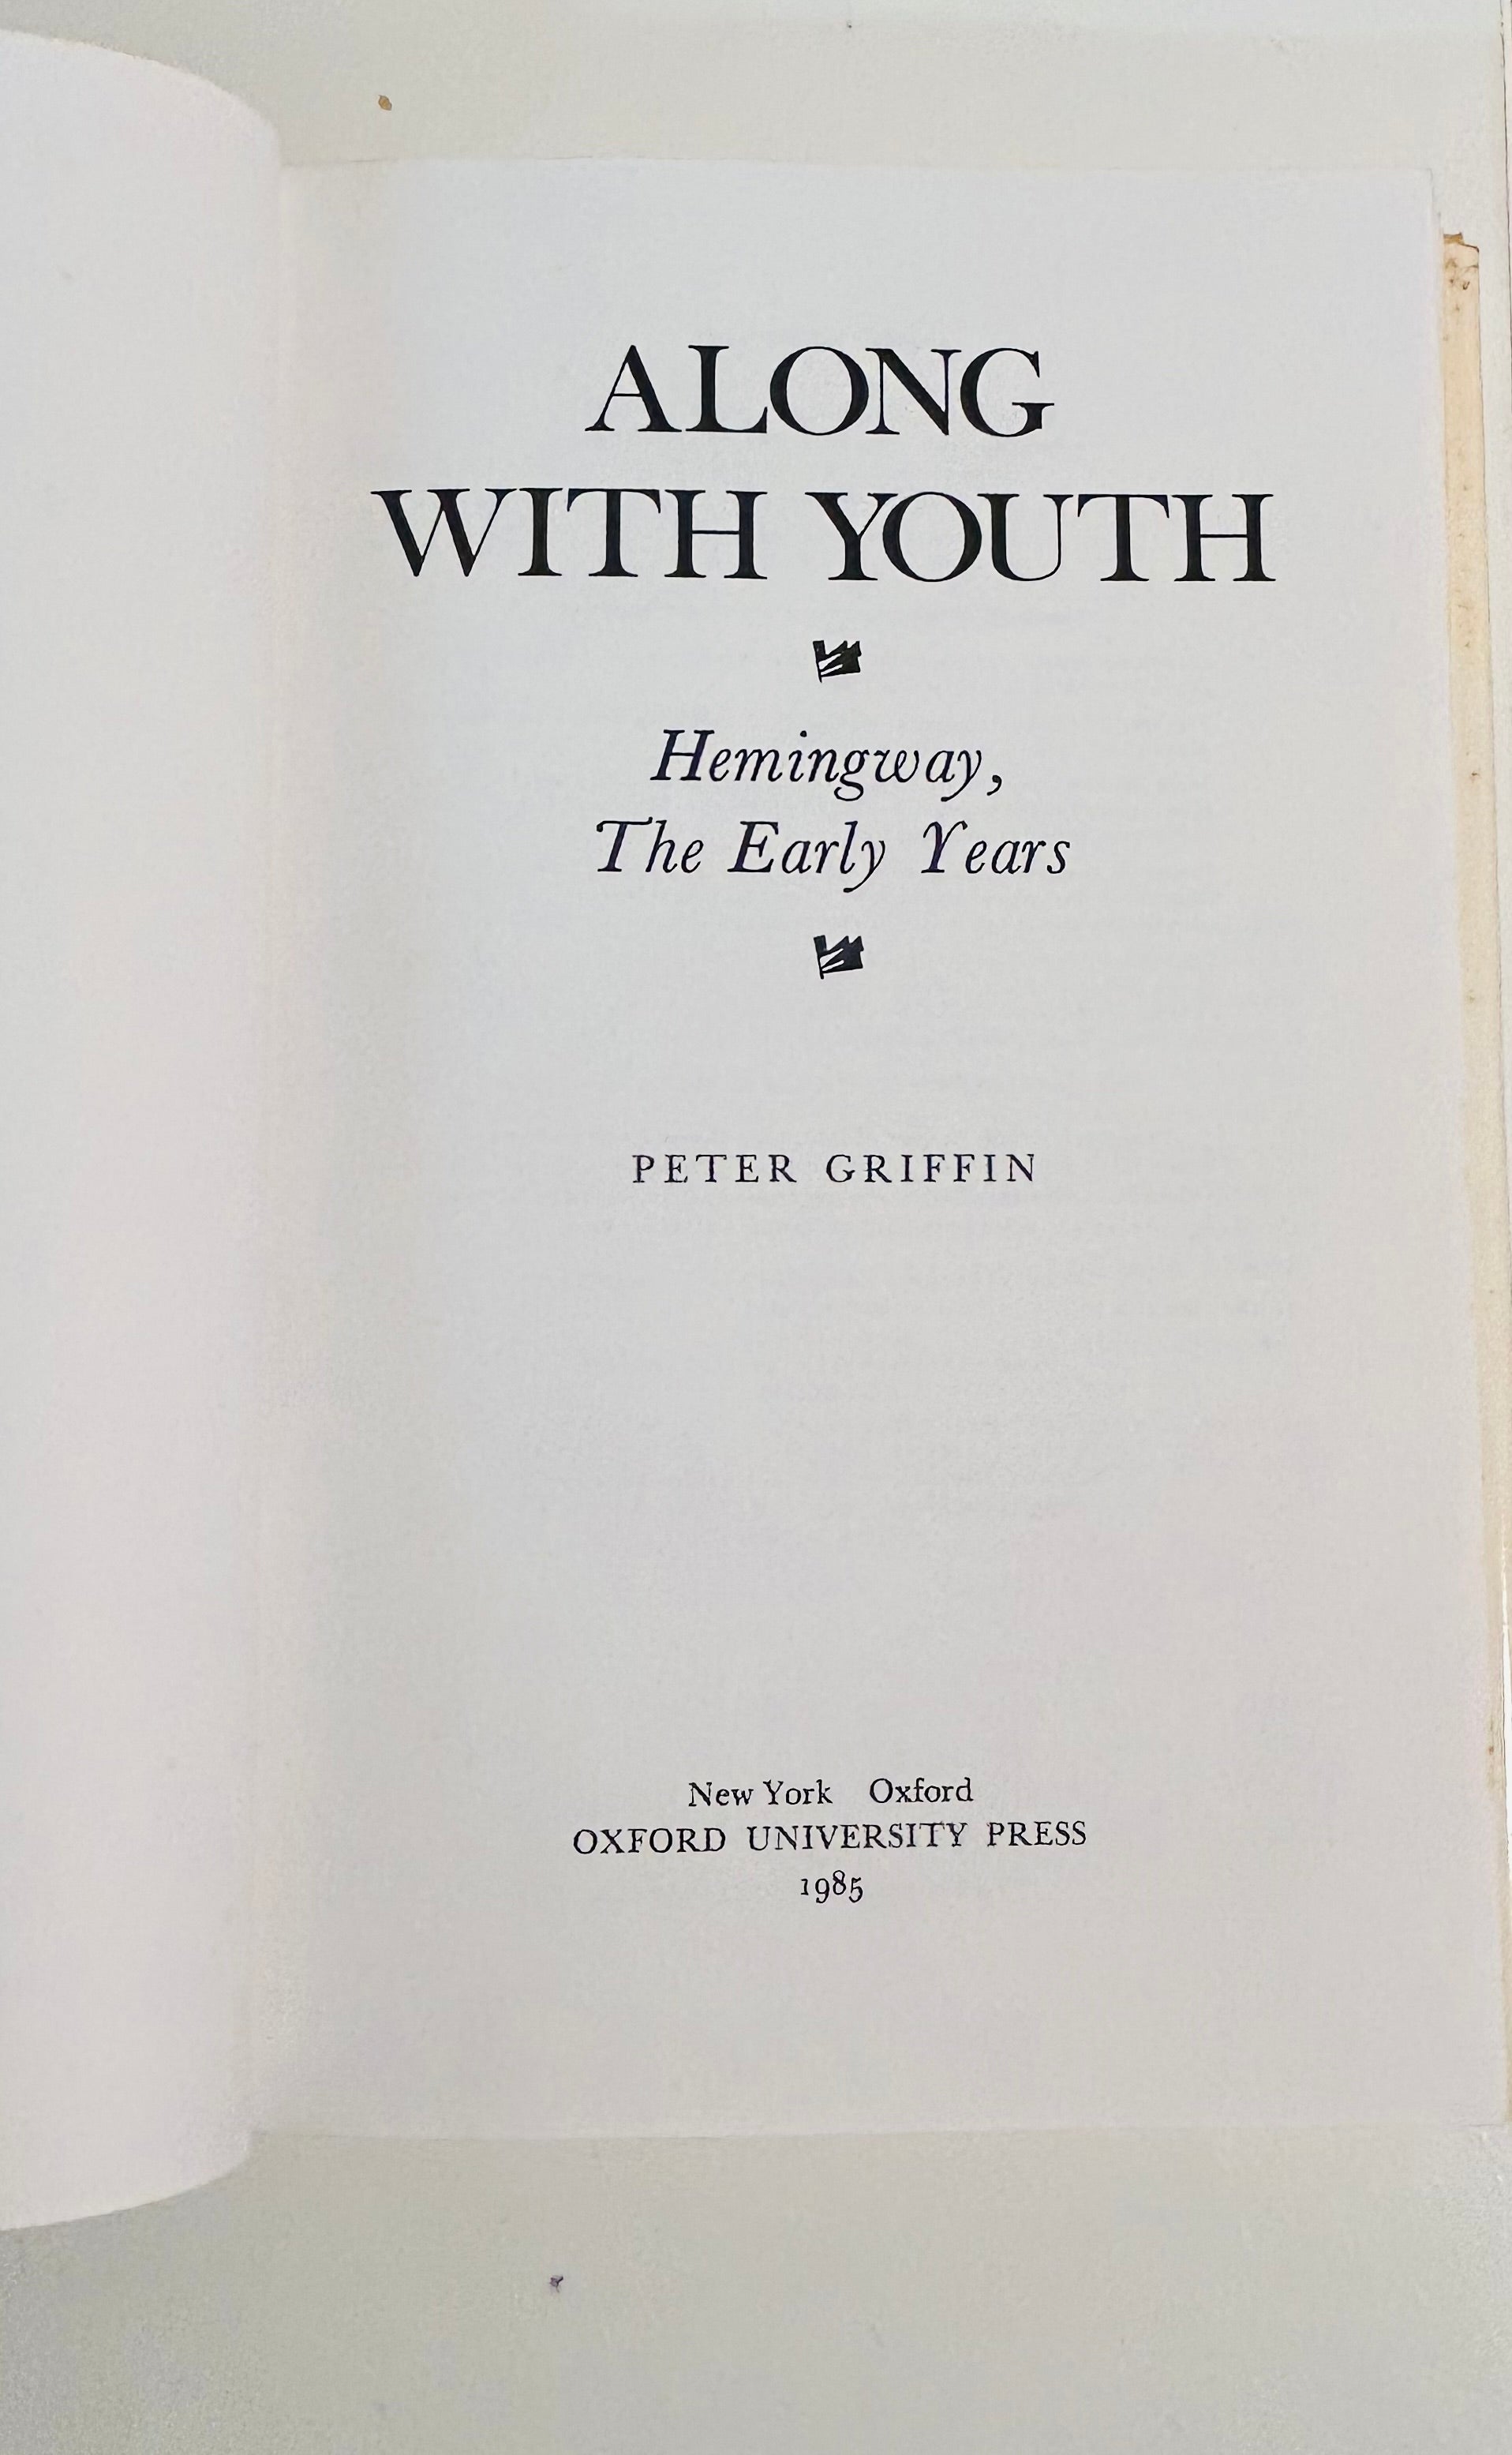 ALONG
WITH YOUTH
Hemingway,
The Early Years
PETER GRIFFIN
New York Oxford
OXFORD UNIVERSITY PRESS
1985